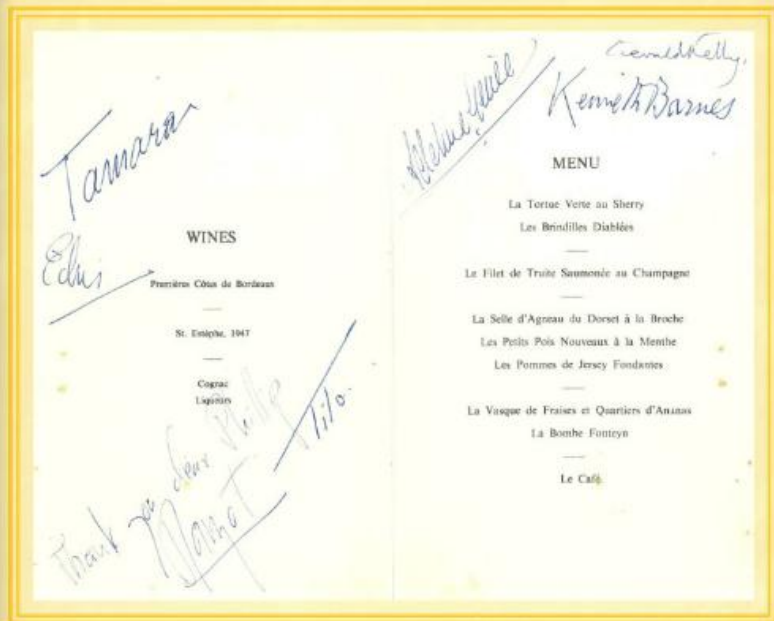 Tamara
WINES
Premières Côtes de Bordeaux
St. Estèphe, 1947
Cognac
Liqueurs
Thank you dear Philip
Tito.
Gerald Kelly.
Kenneth Barnes
MENU
La Tortue Verte au Sherry
Les Brindilles Diablées
Le Filet de Truite Saumonée au Champagne
La Selle d'Agneau du Dorset à la Broche
Les Petits Pois Nouveaux à la Menthe
Les Pommes de Jersey Fondantes
La Vasque de Fraises et Quartiers d'Ananas
La Bombe Fonteyn
Le Café